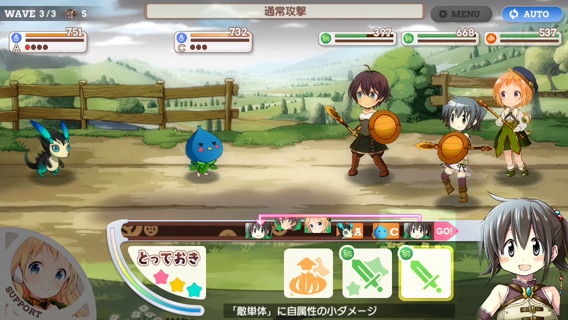 WAVE 3/3
5
通常攻撃
MENU
AUTO
751
A
732
C
397
668
537
A
C
GO!
とっておき
SUPPORT
「敵単体」に自属性の小ダメージ